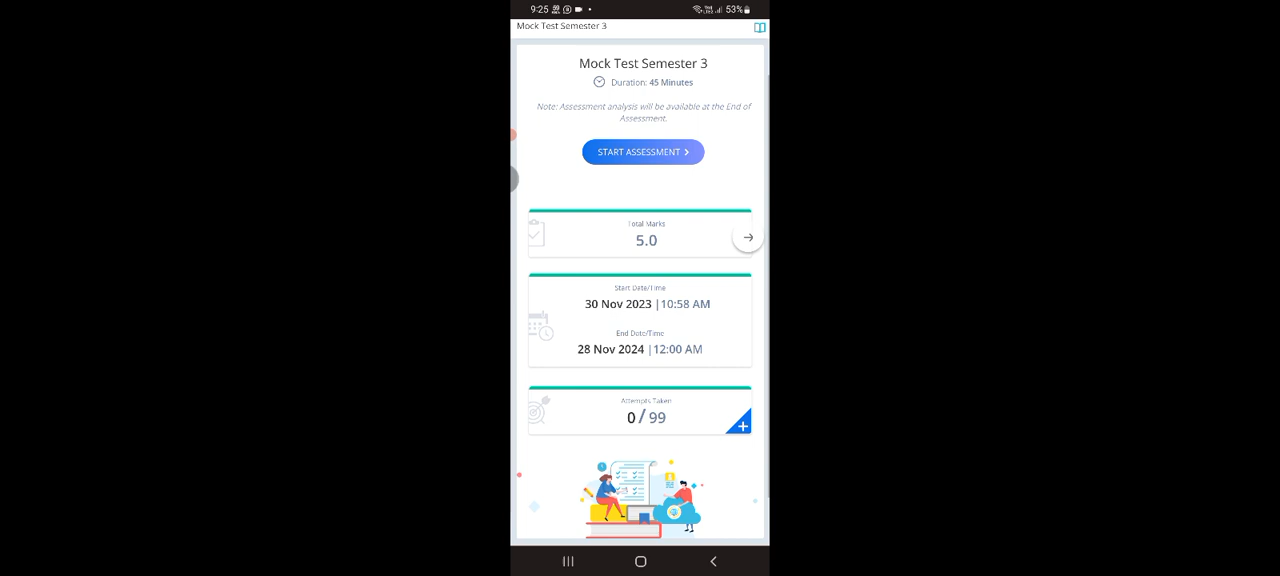 9:25 53%
Mock Test Semester 3
Mock Test Semester 3
Duration: 45 Minutes
Note: Assessment analysis will be available at the End of
Assessment.
START ASSESSMENT
Total Marks
5.0
Start Date/Time
30 Nov 2023 |10:58 AM
End Date/Time
28 Nov 2024 |12:00 AM
Attempts Taken
0 / 99